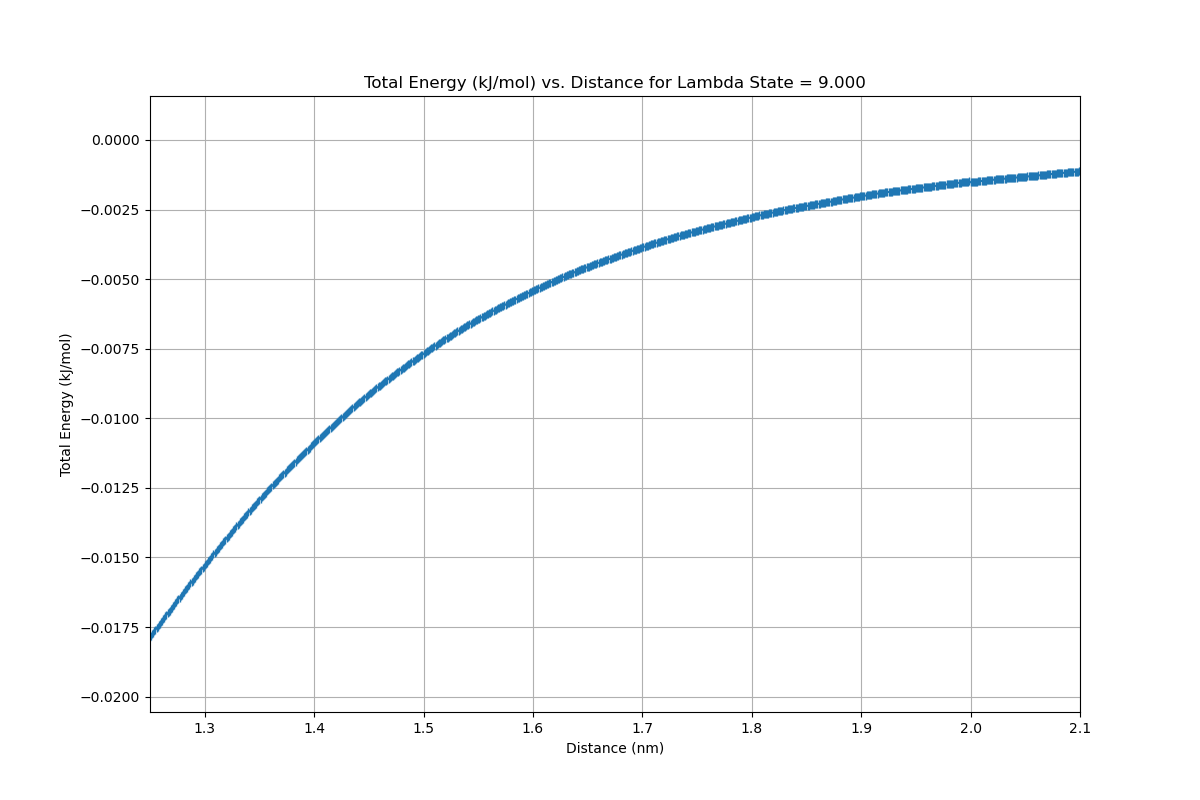 Total Energy (kJ/mol) vs. Distance for Lambda State = 9.000
Total Energy (kJ/mol)
0.0000
−0.0025
−0.0050
−0.0075
−0.0100
−0.0125
−0.0150
−0.0175
−0.0200
1.3 1.4 1.5 1.6 1.7 1.8 1.9 2.0 2.1
Distance (nm)